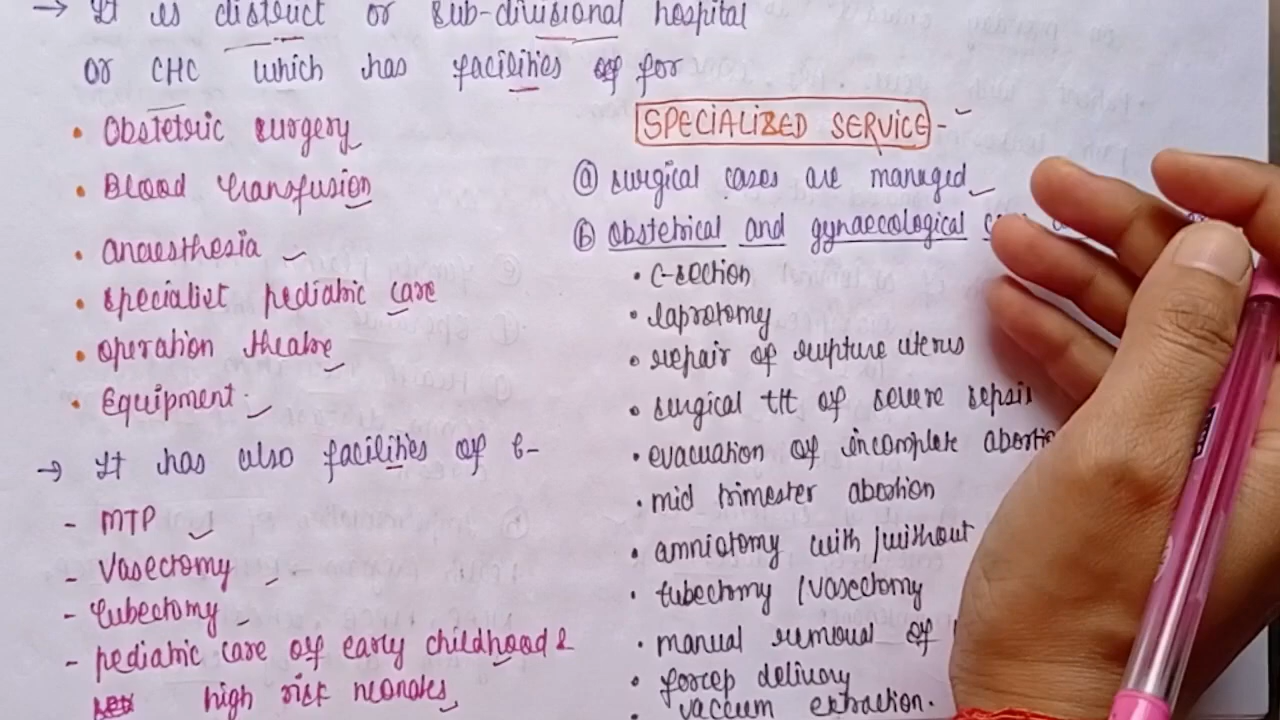 → It is district or sub-divisional hospital
or CHC which has facilities of for
• Obstetric surgery
• Blood transfusion
• anaesthesia
• specialist pediatric care
• operation theatre
• Equipment
→ It has also facilities of :-
- MTP
- Vasectomy
- tubectomy
- pediatric care of early childhood &
high risk neonates
SPECIALIZED SERVICE -
(a) surgical cases are managed
(b) Obstetrical and gynaecological
• C-section
• laprotomy
• repair of rupture uterus
• surgical ttt of severe sepsis
• evacuation of incomplete abortio
• mid trimester abortion
• amniotomy with /without
• tubectomy /vasectomy
• manual removal of
• forcep delivery
• vaccum extraction.